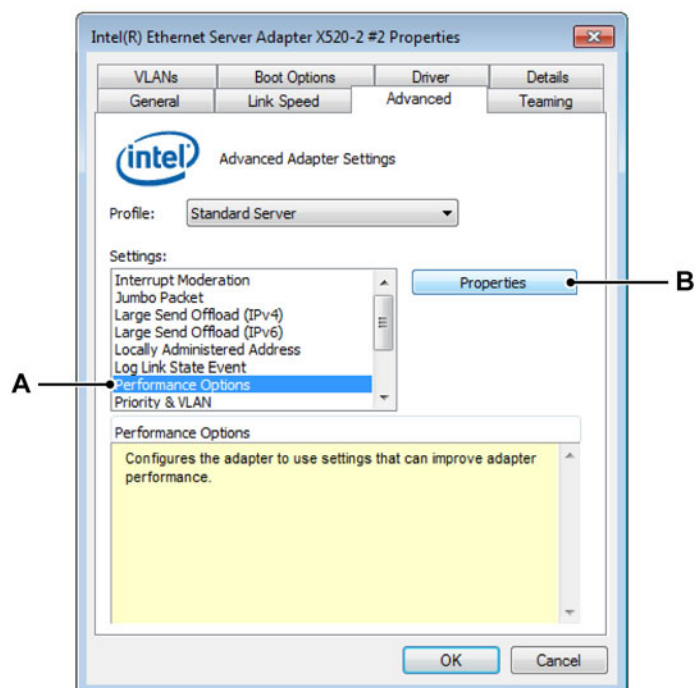 Intel(R) Ethernet Server Adapter X520-2 #2 Properties
VLANs Boot Options Driver Details
General Link Speed Advanced Teaming
intel Advanced Adapter Settings
Profile: Standard Server
Settings:
Interrupt Moderation
Properties B
Jumbo Packet
Large Send Offload (IPv4)
Large Send Offload (IPv6)
Locally Administered Address
Log Link State Event
A Performance Options
Priority & VLAN
Performance Options
Configures the adapter to use settings that can improve adapter
performance.
OK Cancel